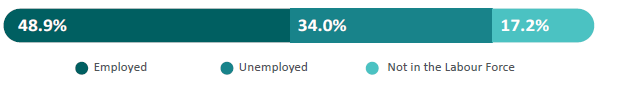 48.9% 34.0% 17.2%
Employed Unemployed Not in the Labour Force